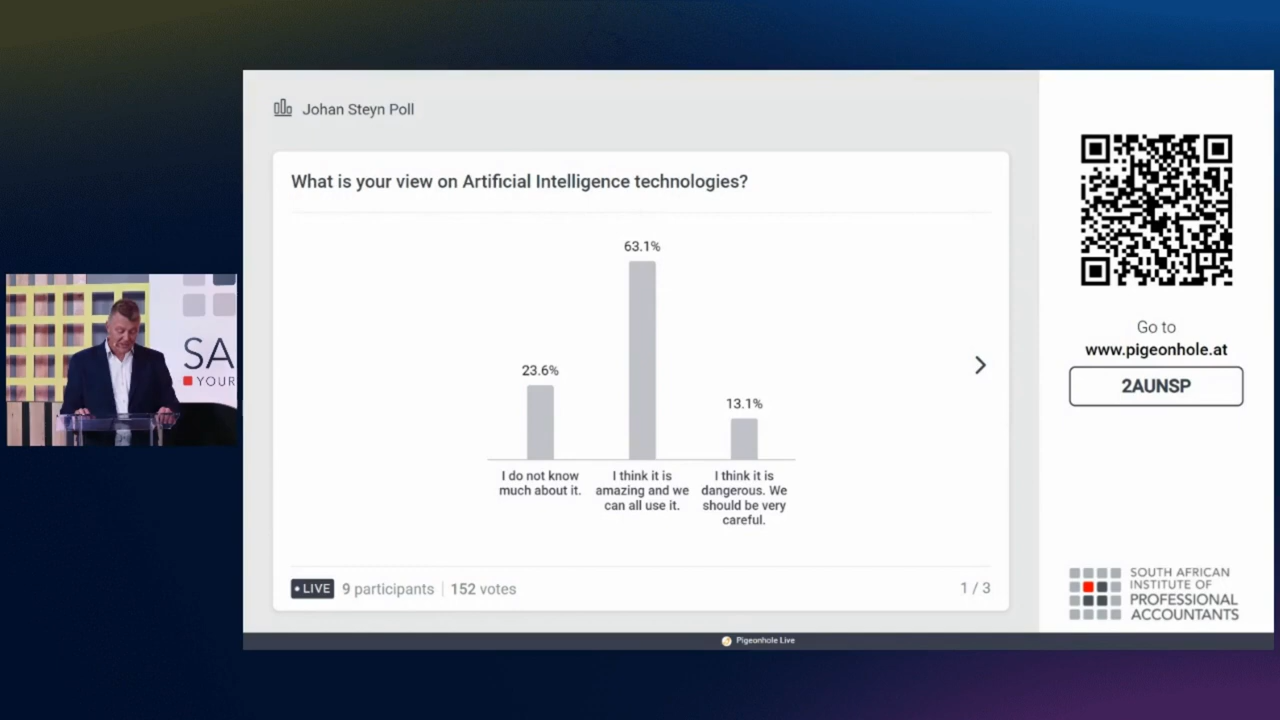 Johan Steyn Poll
What is your view on Artificial Intelligence technologies?
63.1%
23.6%
13.1%
I do not know
much about it.
I think it is
amazing and we
can all use it.
I think it is
dangerous. We
should be very
careful.
• LIVE
9 participants
152 votes
1 / 3
Go to
www.pigeonhole.at
2AUNSP
SOUTH AFRICAN
INSTITUTE OF
PROFESSIONAL
ACCOUNTANTS
Pigeonhole Live
SA
YOUR